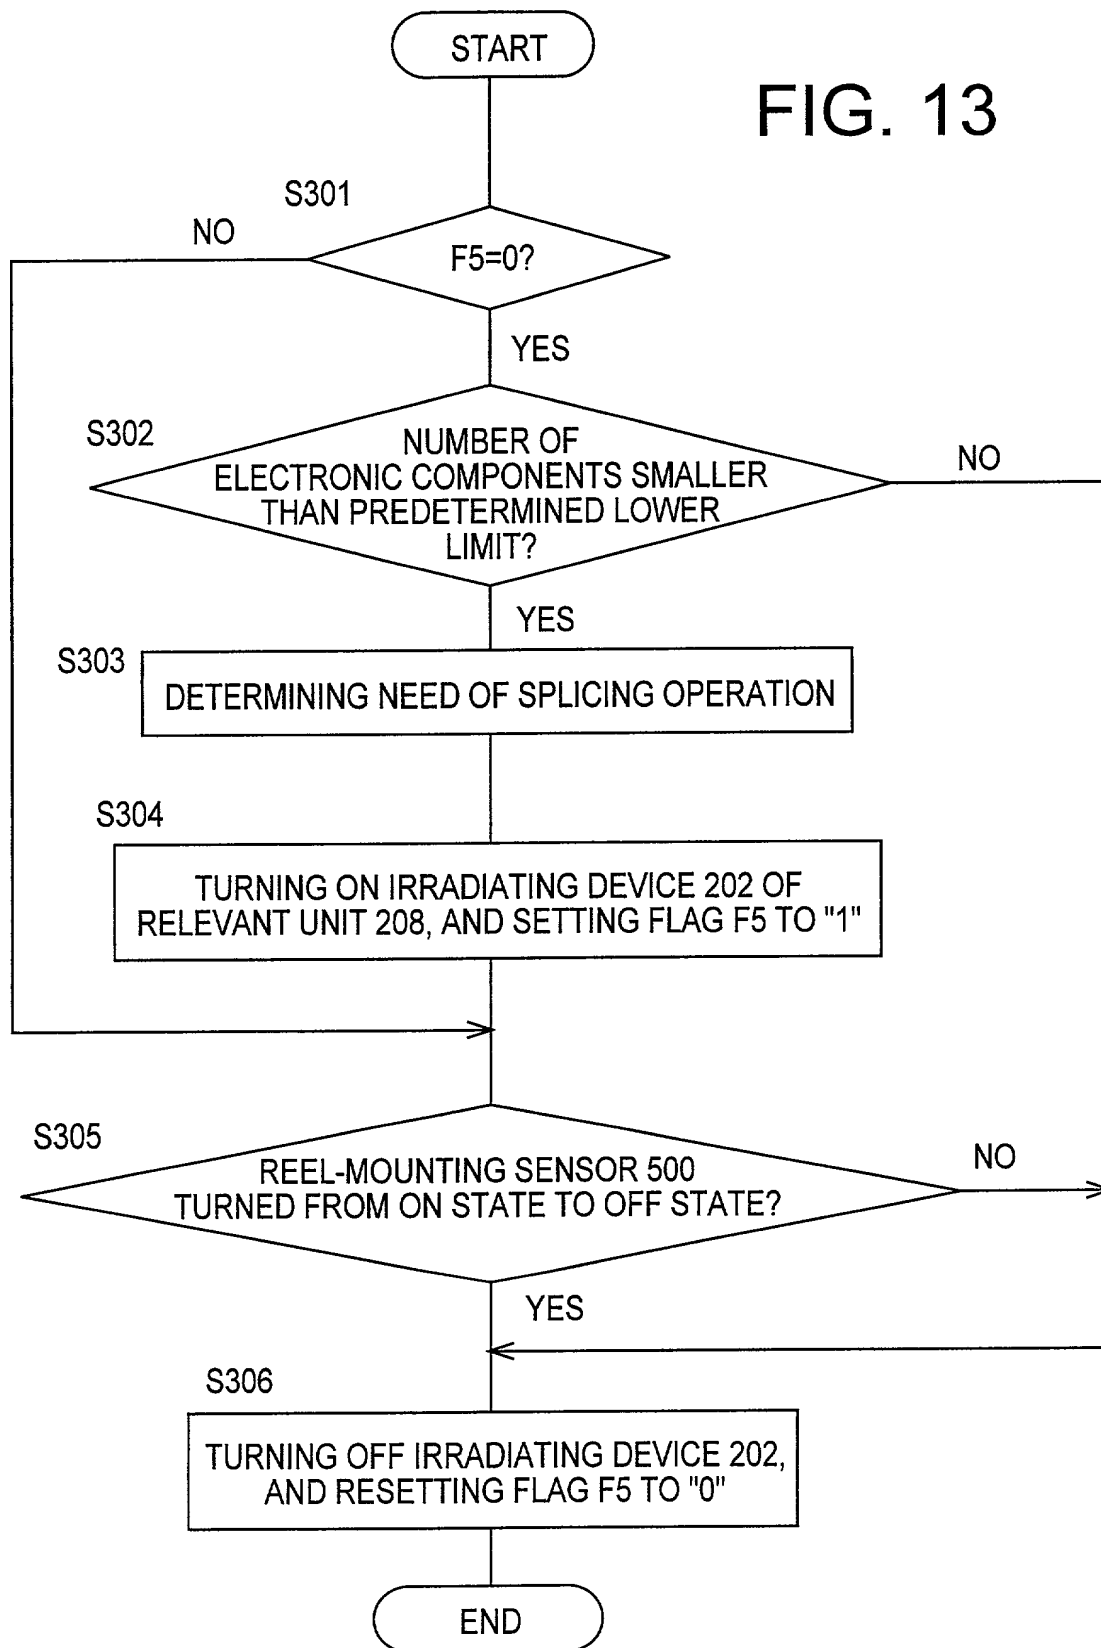 START
FIG. 13
S301
NO
F5=0?
YES
S302
NUMBER OF
ELECTRONIC COMPONENTS SMALLER
THAN PREDETERMINED LOWER
LIMIT?
NO
YES
S303
DETERMINING NEED OF SPLICING OPERATION
S304
TURNING ON IRRADIATING DEVICE 202 OF
RELEVANT UNIT 208, AND SETTING FLAG F5 TO "1"
S305
REEL-MOUNTING SENSOR 500
TURNED FROM ON STATE TO OFF STATE?
NO
YES
S306
TURNING OFF IRRADIATING DEVICE 202,
AND RESETTING FLAG F5 TO "0"
END